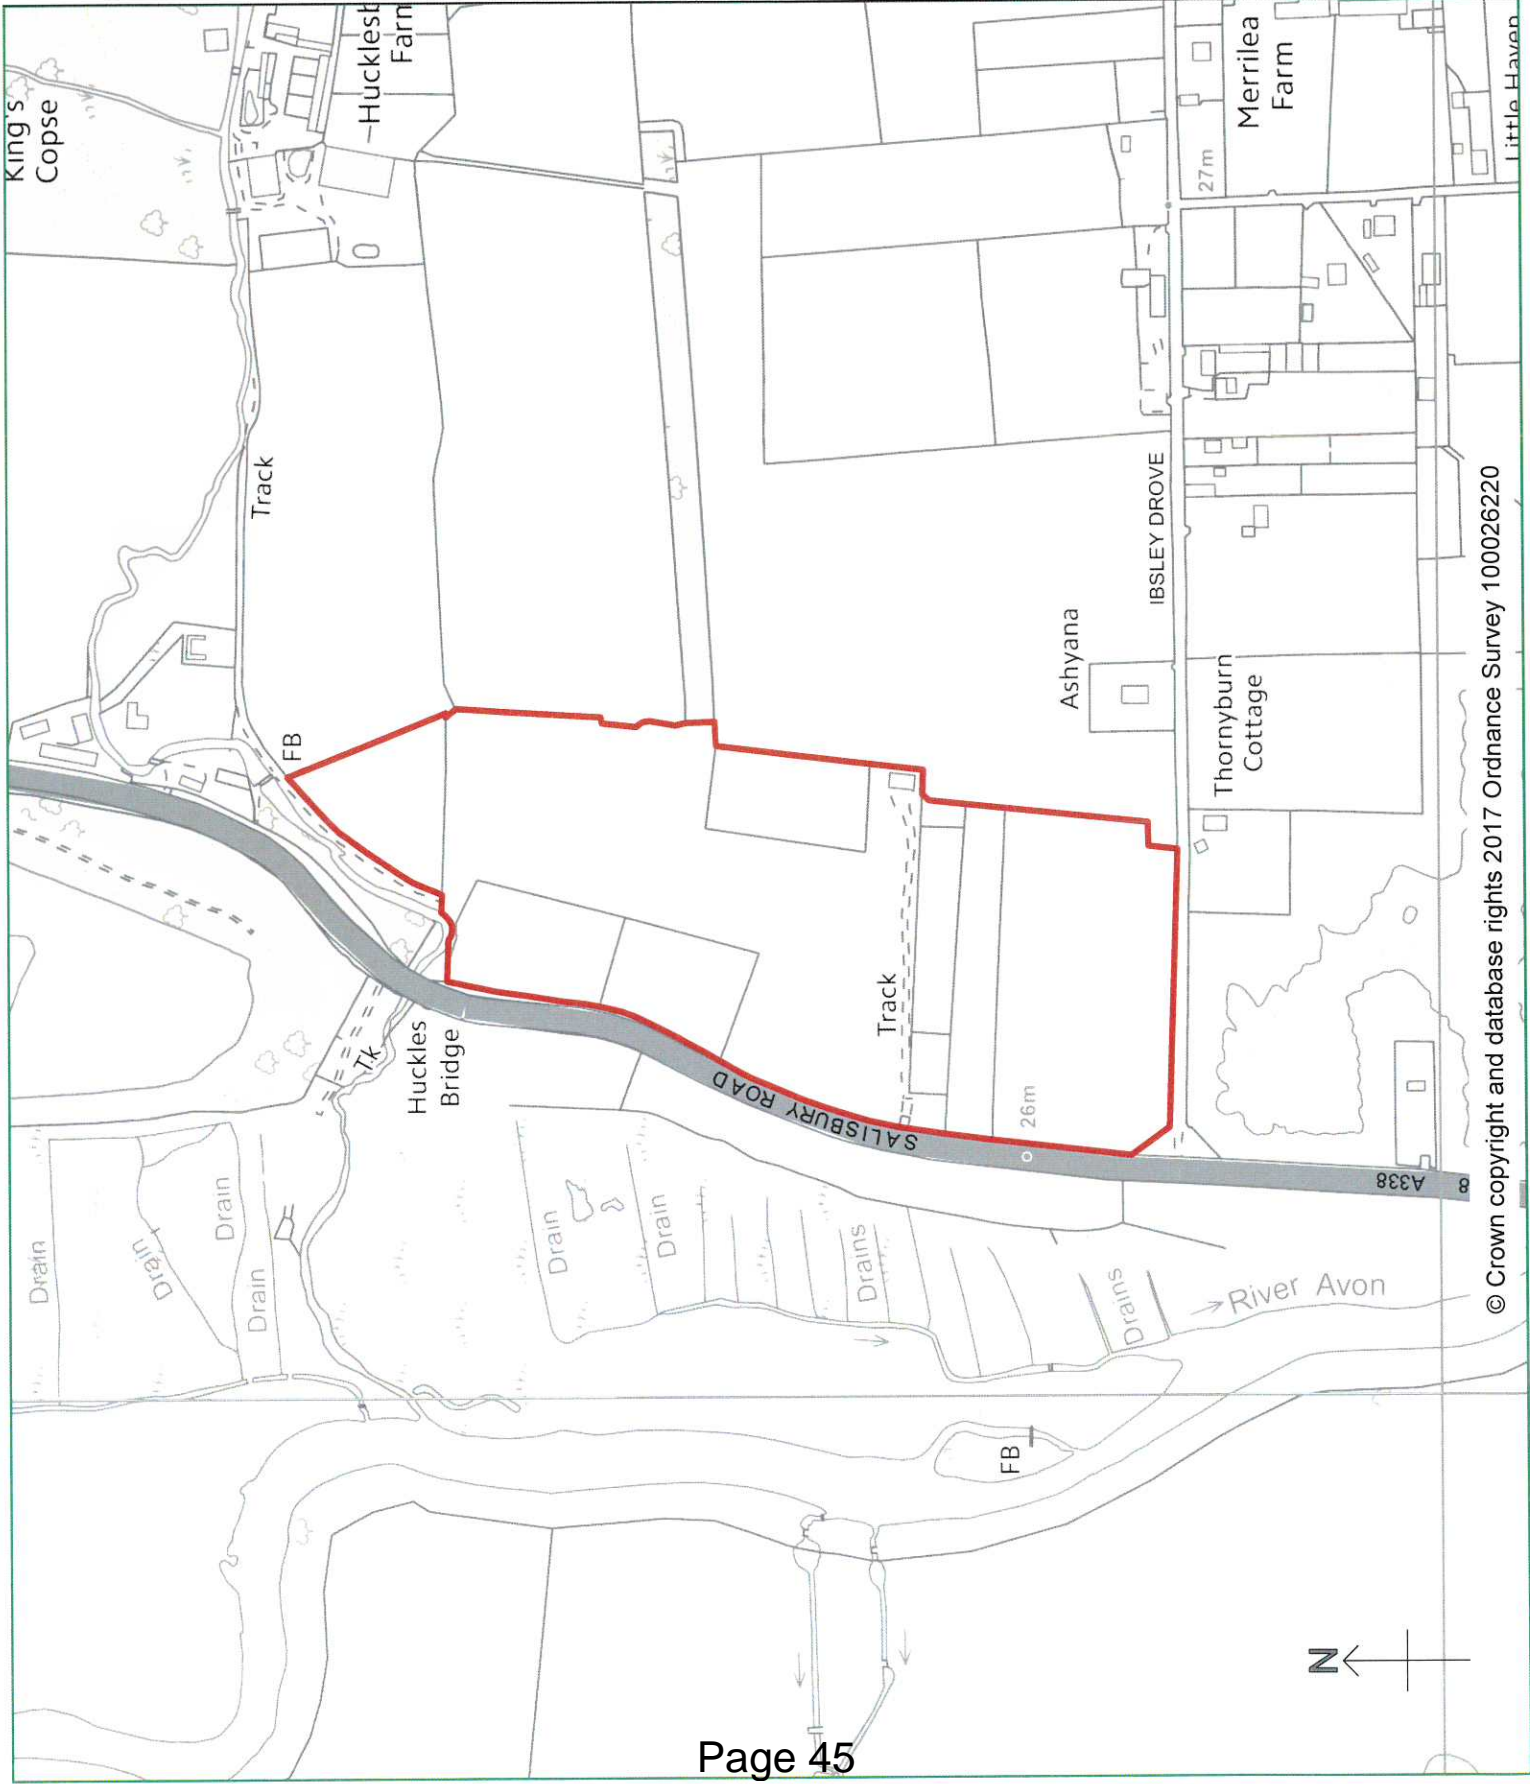 King's
Copse
Farm
Merrilea
Farm
27m
Little Haven
Track
IBSLEY DROVE
Ashyana
Thornyburn
Cottage
FB
Track
Tk
Huckles
Bridge
SALISBURY ROAD
26m
A338
8
Drain
Drain
Drain
Drain
Drain
Drain
Drains
Drains
River Avon
FB
N
© Crown copyright and database rights 2017 Ordnance Survey 100026220
Page 45